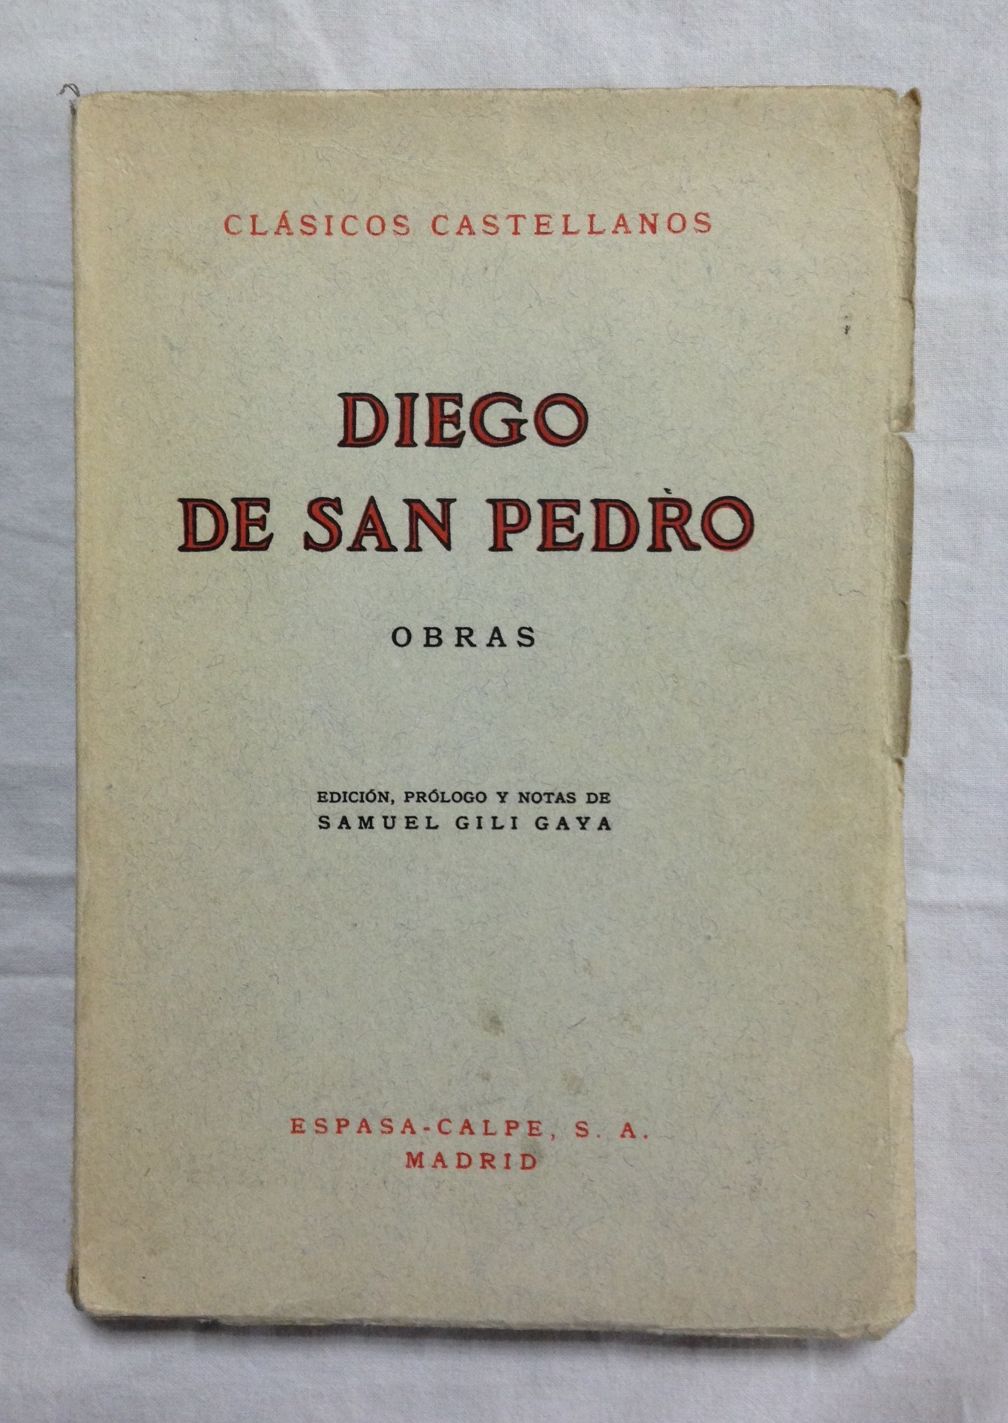 CLÁSICOS CASTELLANOS
DIEGO
DE SAN PEDRO
OBRAS
EDICIÓN, PRÓLOGO Y NOTAS DE
SAMUEL GILI GAYA
ESPASA-CALPE, S. A.
MADRID